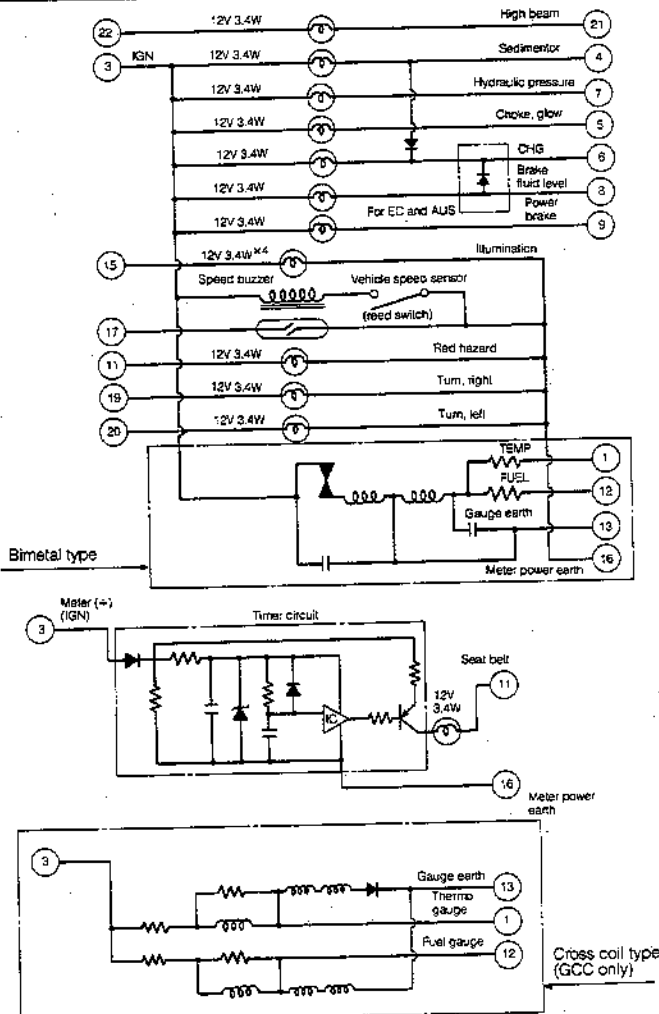 22 12V 3.4W High beam 21
3 IGN 12V 3.4W Sedimentor 4
12V 3.4W Hydraulic pressure 7
12V 3.4W Choke, glow 5
12V 3.4W CHG 6
12V 3.4W Brake fluid level 8
For EC and AUS
12V 3.4W Power brake 9
15 12V 3.4W×4 Illumination
Speed buzzer Vehicle speed sensor
(reed switch)
17
11 12V 3.4W Red hazard
19 12V 3.4W Turn, right
20 12V 3.4W Turn, left
TEMP 1
FUEL 12
Gauge earth 13
Meter power earth 16
Bimetal type
Meter (+)
(IGN)
3
Timer circuit
IC
Seat belt
11
12V
3.4W
16
Meter power
earth
3
Gauge earth 13
Thermo
gauge 1
Fuel gauge 12
Cross coil type
(GCC only)